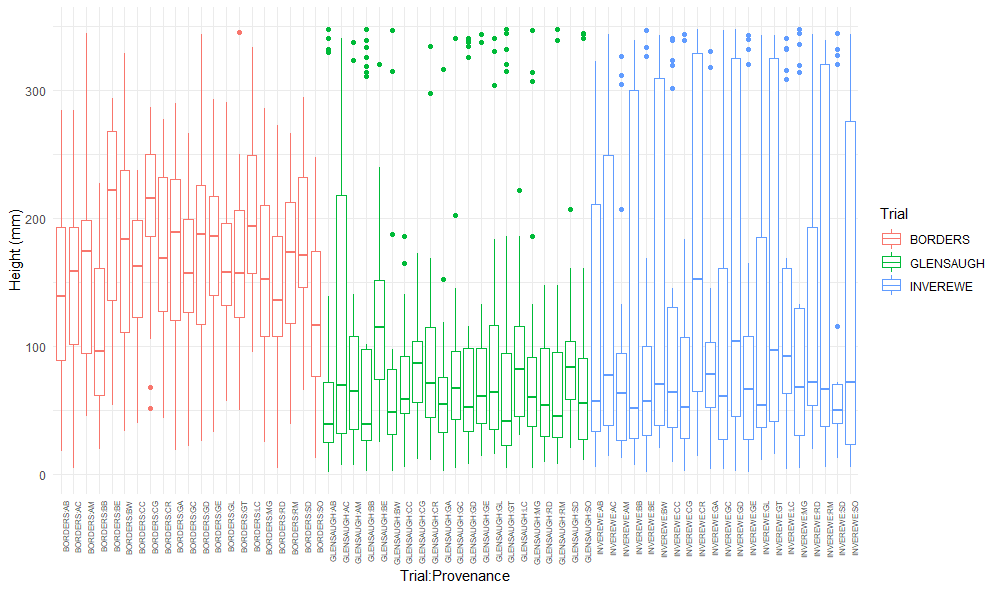 Height (mm)
300
200
100
0
BORDERS:AB
BORDERS:AC
BORDERS:AM
BORDERS:BB
BORDERS:BE
BORDERS:BW
BORDERS:CC
BORDERS:CG
BORDERS:CR
BORDERS:GA
BORDERS:GC
BORDERS:GD
BORDERS:GE
BORDERS:GL
BORDERS:GT
BORDERS:LC
BORDERS:MG
BORDERS:RD
BORDERS:RM
BORDERS:SD
BORDERS:SO
GLENSAUGH:AB
GLENSAUGH:AC
GLENSAUGH:AM
GLENSAUGH:BB
GLENSAUGH:BE
GLENSAUGH:BW
GLENSAUGH:CC
GLENSAUGH:CG
GLENSAUGH:CR
GLENSAUGH:GA
GLENSAUGH:GC
GLENSAUGH:GD
GLENSAUGH:GE
GLENSAUGH:GL
GLENSAUGH:GT
GLENSAUGH:LC
GLENSAUGH:MG
GLENSAUGH:RD
GLENSAUGH:RM
GLENSAUGH:SD
GLENSAUGH:SO
INVEREWE:AB
INVEREWE:AC
INVEREWE:AM
INVEREWE:BB
INVEREWE:BE
INVEREWE:BW
INVEREWE:CC
INVEREWE:CG
INVEREWE:CR
INVEREWE:GA
INVEREWE:GC
INVEREWE:GD
INVEREWE:GE
INVEREWE:GL
INVEREWE:GT
INVEREWE:LC
INVEREWE:MG
INVEREWE:RD
INVEREWE:RM
INVEREWE:SD
INVEREWE:SO
Trial:Provenance
Trial
BORDERS
GLENSAUGH
INVEREWE